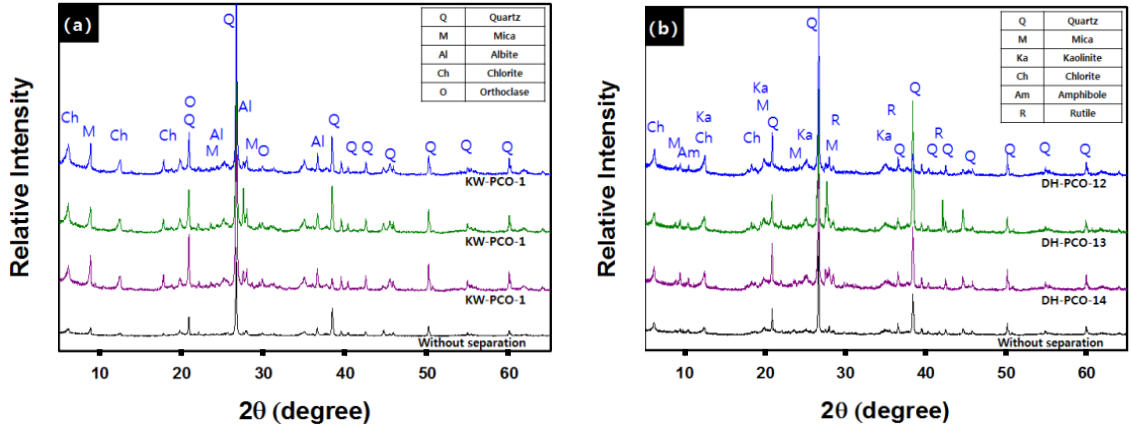 (a)
Q Quartz
M Mica
Al Albite
Ch Chlorite
O Orthoclase
Relative Intensity
Q
Ch
M
Ch
Ch
O
Q
Al
M
Al
M
O
Al
Q
Q
Q
Q
Q
Q
Q
KW-PCO-1
KW-PCO-1
KW-PCO-1
Without separation
10 20 30 40 50 60
2θ (degree)
(b)
Q Quartz
M Mica
Ka Kaolinite
Ch Chlorite
Am Amphibole
R Rutile
Relative Intensity
Q
Ch
M
Am
Ka
Ch
Ka
M
Ch
Q
Ka
M
R
M
Ka
R
Q
Q
Q
R
Q
Q
Q
Q
Q
DH-PCO-12
DH-PCO-13
DH-PCO-14
Without separation
10 20 30 40 50 60
2θ (degree)